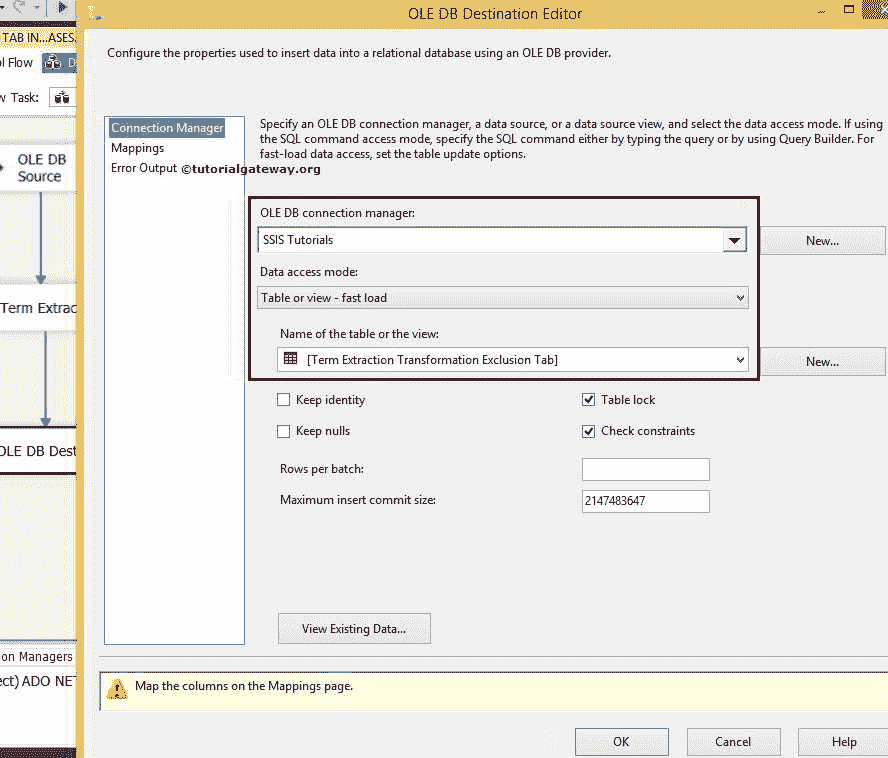 OLE DB Destination Editor
TAB IN...ASES.
ol Flow
D
w Task:
OLE DB
Source
Term Extrac
OLE DB Dest
on Managers
ect) ADO NET
Configure the properties used to insert data into a relational database using an OLE DB provider.
Connection Manager
Mappings
Error Output ©tutorialgateway.org
Specify an OLE DB connection manager, a data source, or a data source view, and select the data access mode. If using
the SQL command access mode, specify the SQL command either by typing the query or by using Query Builder. For
fast-load data access, set the table update options.
OLE DB connection manager:
SSIS Tutorials
New...
Data access mode:
Table or view - fast load
Name of the table or the view:
[Term Extraction Transformation Exclusion Tab]
New...
Keep identity
Table lock
Keep nulls
Check constraints
Rows per batch:
Maximum insert commit size:
2147483647
View Existing Data...
Map the columns on the Mappings page.
OK
Cancel
Help